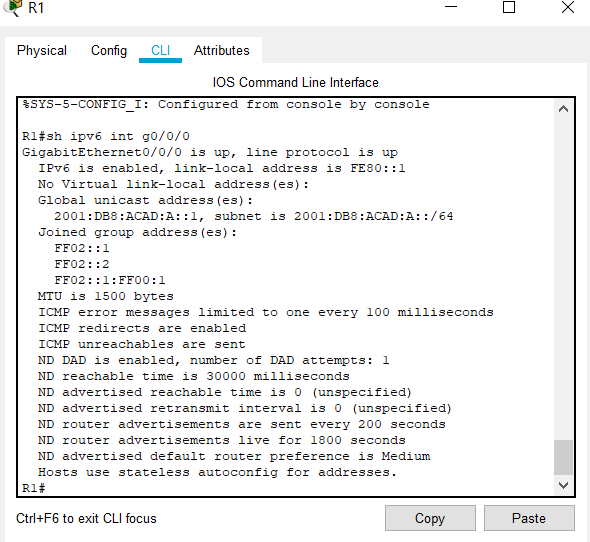 R1
Physical Config CLI Attributes
IOS Command Line Interface
%SYS-5-CONFIG_I: Configured from console by console
R1#sh ipv6 int g0/0/0
GigabitEthernet0/0/0 is up, line protocol is up
IPv6 is enabled, link-local address is FE80::1
No Virtual link-local address(es):
Global unicast address(es):
2001:DB8:ACAD:A::1, subnet is 2001:DB8:ACAD:A::/64
Joined group address(es):
FF02::1
FF02::2
FF02::1:FF00:1
MTU is 1500 bytes
ICMP error messages limited to one every 100 milliseconds
ICMP redirects are enabled
ICMP unreachables are sent
ND DAD is enabled, number of DAD attempts: 1
ND reachable time is 30000 milliseconds
ND advertised reachable time is 0 (unspecified)
ND advertised retransmit interval is 0 (unspecified)
ND router advertisements are sent every 200 seconds
ND router advertisements live for 1800 seconds
ND advertised default router preference is Medium
Hosts use stateless autoconfig for addresses.
R1#
Ctrl+F6 to exit CLI focus Copy Paste